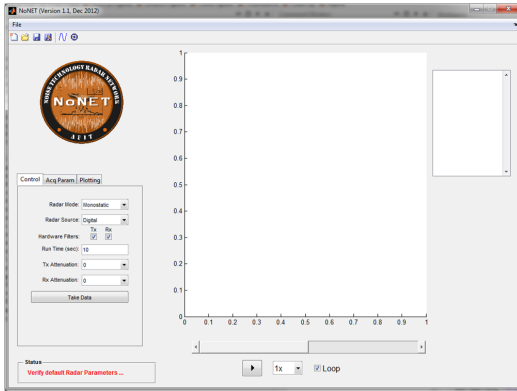 NoNET (Version 1.1, Dec 2012)
File
NOISE TECHNOLOGY RADAR NETWORK
NoNET
AFIT
Control Acq Param Plotting
Radar Mode: Monostatic
Radar Source: Digital
Tx Rx
Hardware Filters:
Run Time (sec): 10
Tx Attenuation: 0
Rx Attenuation: 0
Take Data
Status
Verify default Radar Parameters ...
1
0.9
0.8
0.7
0.6
0.5
0.4
0.3
0.2
0.1
0
0 0.1 0.2 0.3 0.4 0.5 0.6 0.7 0.8 0.9 1
1x Loop